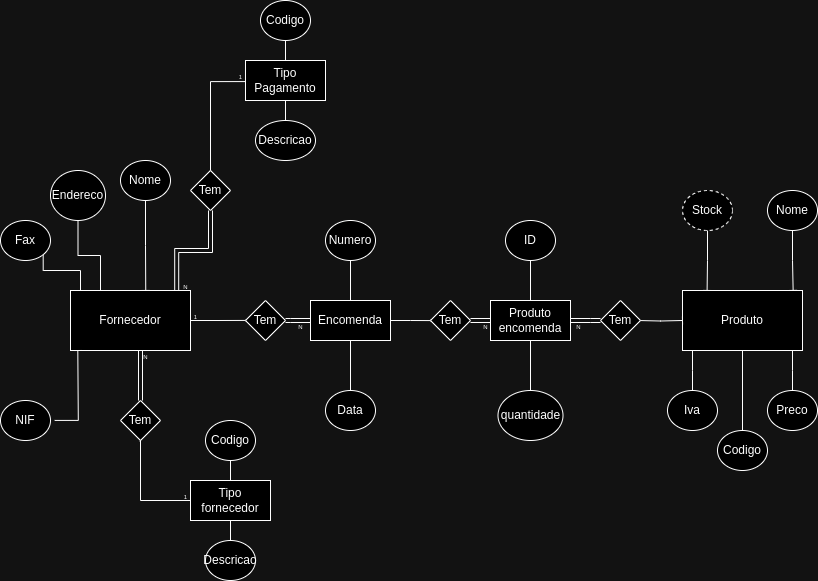 Codigo
Tipo
Pagamento
1
Descricao
Nome
Endereco
Tem
Fax
Numero
ID
Stock
Nome
N
Fornecedor
1
Tem
N
Encomenda
Tem
N
Produto
encomenda
N
Tem
Produto
N
NIF
Tem
Data
quantidade
Iva
Preco
Codigo
Codigo
1
Tipo
fornecedor
Descricao